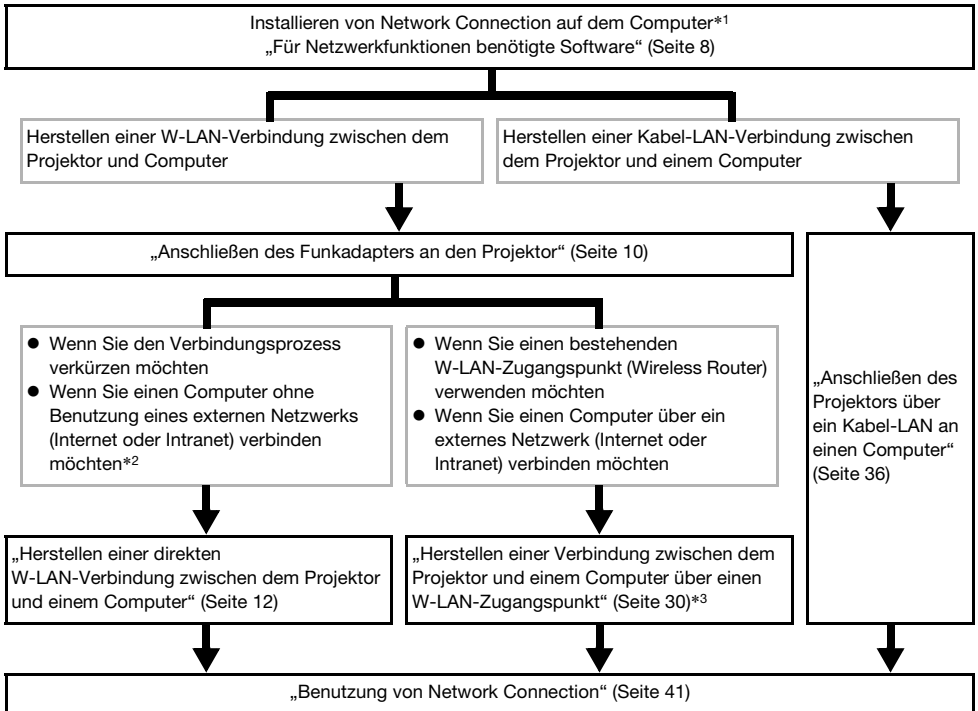 Installieren von Network Connection auf dem Computer*1
„Für Netzwerkfunktionen benötigte Software“ (Seite 8)
Herstellen einer W-LAN-Verbindung zwischen dem
Projektor und Computer
Herstellen einer Kabel-LAN-Verbindung zwischen
dem Projektor und einem Computer
„Anschließen des Funkadapters an den Projektor“ (Seite 10)
● Wenn Sie den Verbindungsprozess
verkürzen möchten
● Wenn Sie einen Computer ohne
Benutzung eines externen Netzwerks
(Internet oder Intranet) verbinden
möchten*2
● Wenn Sie einen bestehenden
W-LAN-Zugangspunkt (Wireless Router)
verwenden möchten
● Wenn Sie einen Computer über ein
externes Netzwerk (Internet oder
Intranet) verbinden möchten
„Anschließen des
Projektors über
ein Kabel-LAN an
einen Computer“
(Seite 36)
„Herstellen einer direkten
W-LAN-Verbindung zwischen dem Projektor
und einem Computer“ (Seite 12)
„Herstellen einer Verbindung zwischen dem
Projektor und einem Computer über einen
W-LAN-Zugangspunkt“ (Seite 30)*3
„Benutzung von Network Connection“ (Seite 41)